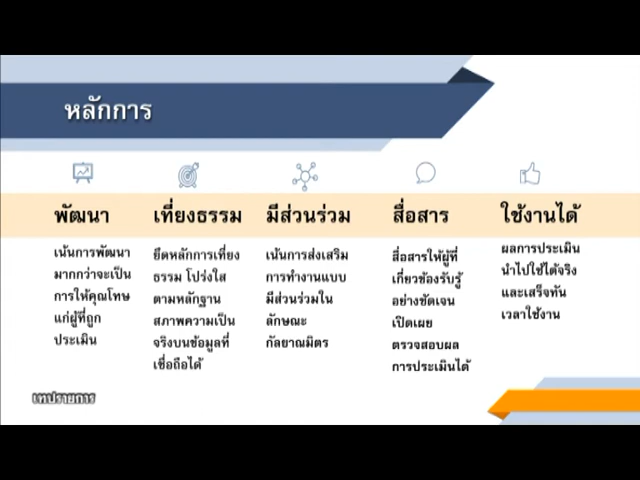 หลักการ
พัฒนา
เน้นการพัฒนา
มากกว่าจะเป็น
การให้คุณโทษ
แก่ผู้ที่ถูก
ประเมิน
เที่ยงธรรม
ยึดหลักการเที่ยง
ธรรม โปร่งใส
ตามหลักฐาน
สภาพความเป็น
จริงบนข้อมูลที่
เชื่อถือได้
มีส่วนร่วม
เน้นการส่งเสริม
การทำงานแบบ
มีส่วนร่วมใน
ลักษณะ
กัลยาณมิตร
สื่อสาร
สื่อสารให้ผู้ที่
เกี่ยวข้องรับรู้
อย่างชัดเจน
เปิดเผย
ตรวจสอบผล
การประเมินได้
ใช้งานได้
ผลการประเมิน
นำไปใช้ได้จริง
และเสร็จทัน
เวลาใช้งาน
เทปรายการ